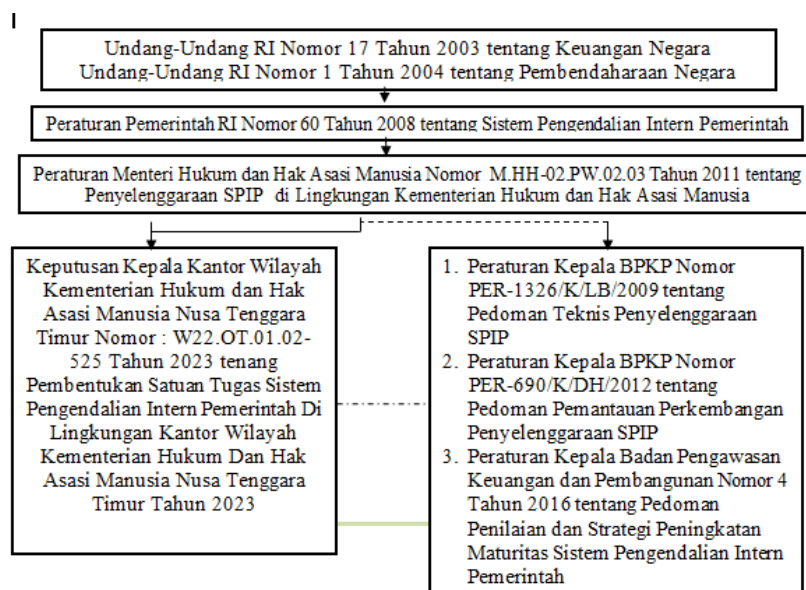 I
Undang-Undang RI Nomor 17 Tahun 2003 tentang Keuangan Negara
Undang-Undang RI Nomor 1 Tahun 2004 tentang Pembendaharaan Negara
Peraturan Pemerintah RI Nomor 60 Tahun 2008 tentang Sistem Pengendalian Intern Pemerintah
Peraturan Menteri Hukum dan Hak Asasi Manusia Nomor M.HH-02.PW.02.03 Tahun 2011 tentang
Penyelenggaraan SPIP di Lingkungan Kementerian Hukum dan Hak Asasi Manusia
Keputusan Kepala Kantor Wilayah
Kementerian Hukum dan Hak
Asasi Manusia Nusa Tenggara
Timur Nomor : W22.OT.01.02-
525 Tahun 2023 tenang
Pembentukan Satuan Tugas Sistem
Pengendalian Intern Pemerintah Di
Lingkungan Kantor Wilayah
Kementerian Hukum Dan Hak
Asasi Manusia Nusa Tenggara
Timur Tahun 2023
1. Peraturan Kepala BPKP Nomor
PER-1326/K/LB/2009 tentang
Pedoman Teknis Penyelenggaraan
SPIP
2. Peraturan Kepala BPKP Nomor
PER-690/K/DH/2012 tentang
Pedoman Pemantauan Perkembangan
Penyelenggaraan SPIP
3. Peraturan Kepala Badan Pengawasan
Keuangan dan Pembangunan Nomor 4
Tahun 2016 tentang Pedoman
Penilaian dan Strategi Peningkatan
Maturitas Sistem Pengendalian Intern
Pemerintah